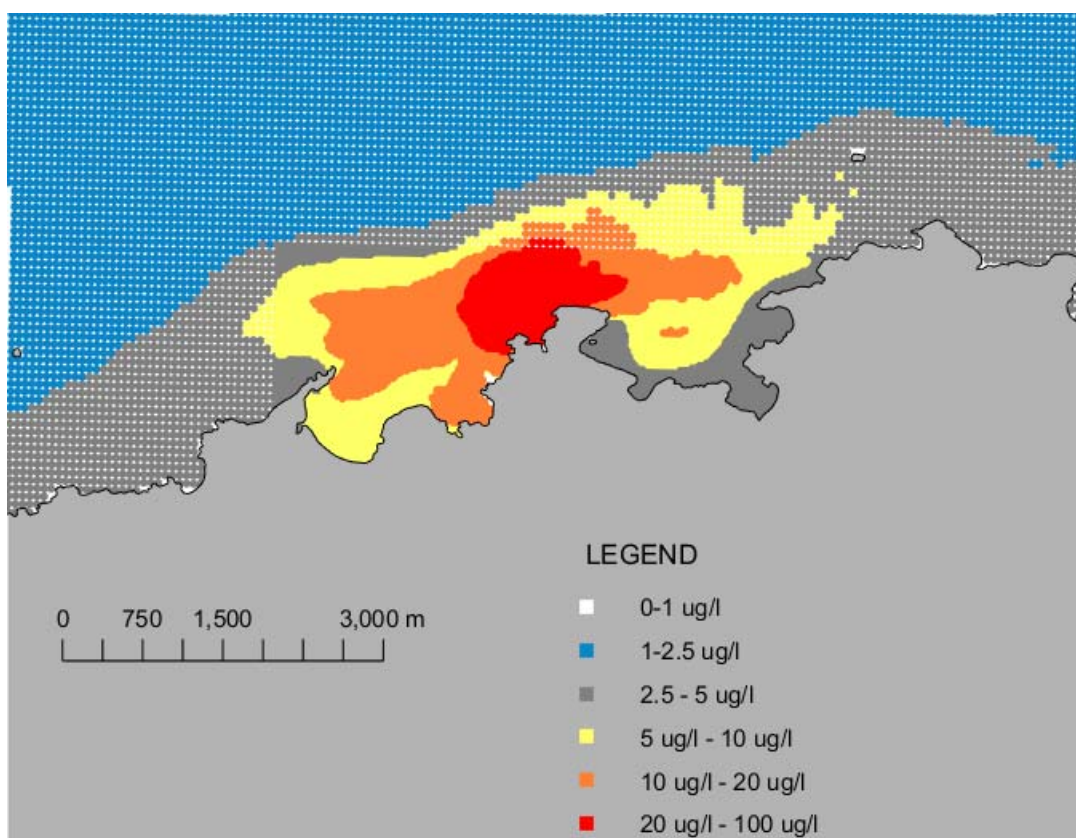 LEGEND
0 750 1,500 3,000 m
0-1 ug/l
1-2.5 ug/l
2.5 - 5 ug/l
5 ug/l - 10 ug/l
10 ug/l - 20 ug/l
20 ug/l - 100 ug/l